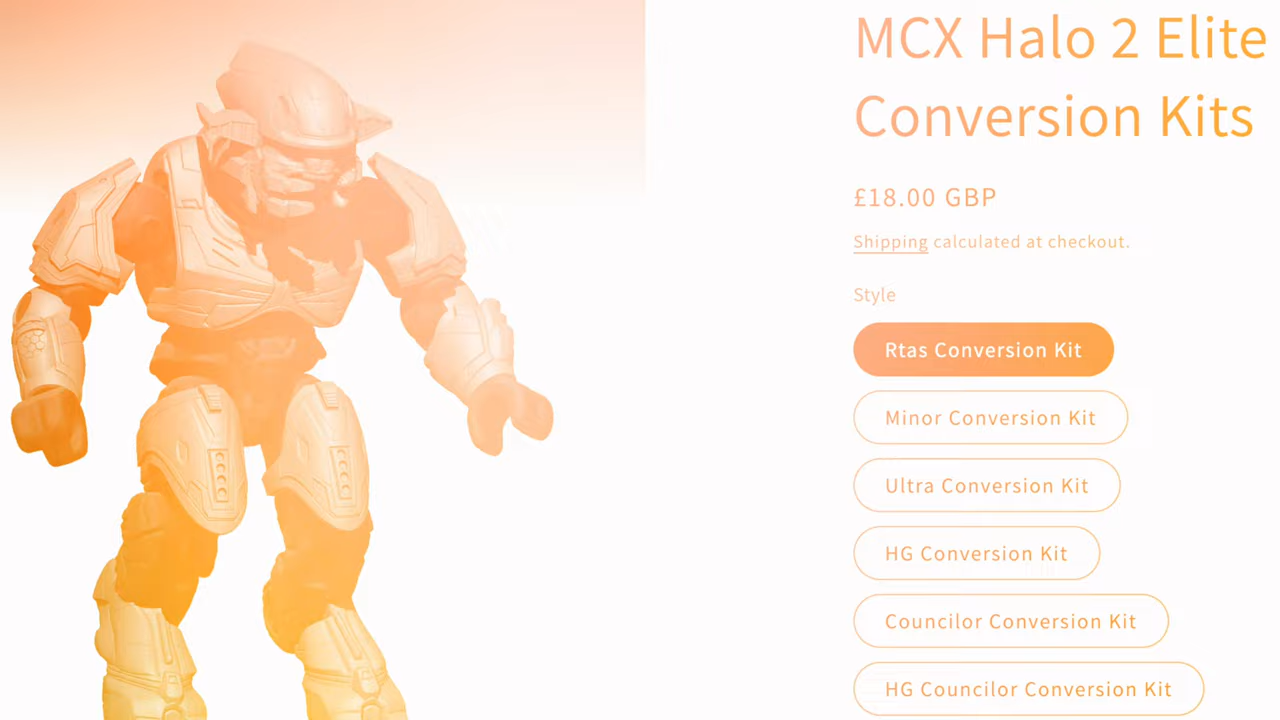 MCX Halo 2 Elite
Conversion Kits
£18.00 GBP
Shipping calculated at checkout.
Style
Rtas Conversion Kit
Minor Conversion Kit
Ultra Conversion Kit
HG Conversion Kit
Councilor Conversion Kit
HG Councilor Conversion Kit